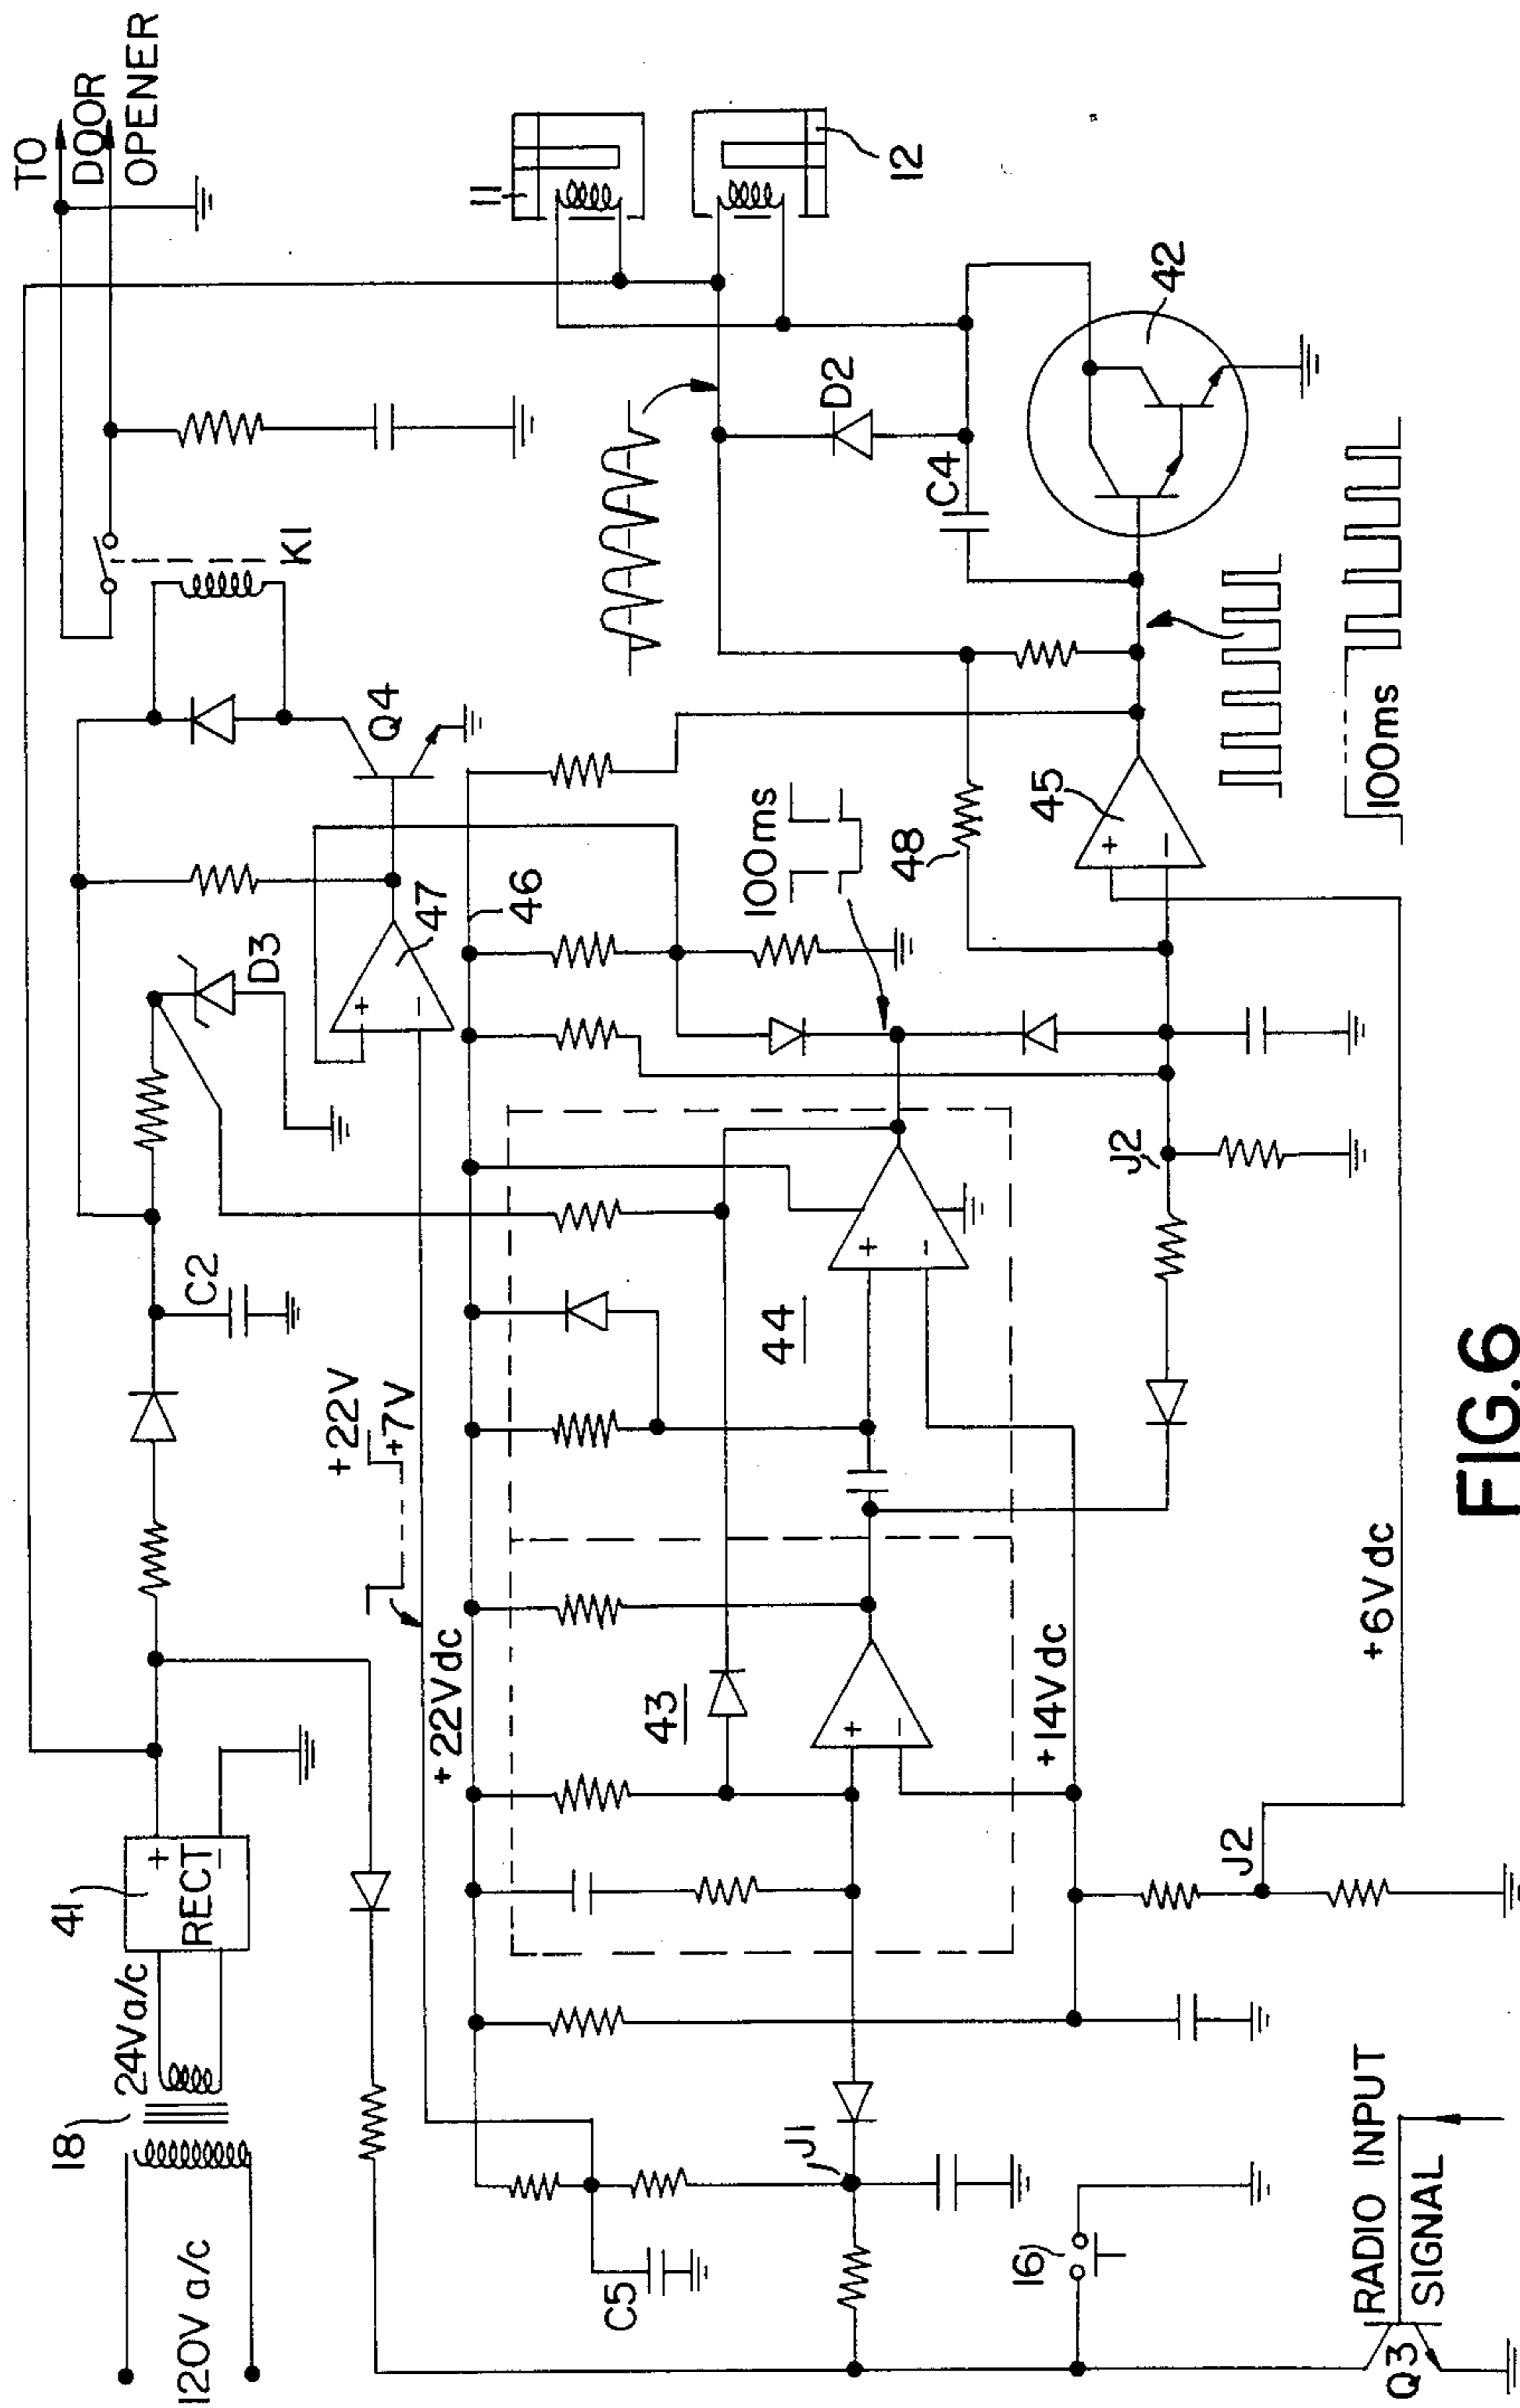 120V a/c
18
24V a/c
41
+
RECT
−
C2
D3
K1
TO
DOOR
OPENER
+22V
+7V
47
+
−
Q4
46
+22Vdc
43
44
+
−
+
−
+14Vdc
100ms
48
45
+
−
J2
D2
C4
42
11
12
C5
J1
16
J2
+6Vdc
100ms
RADIO INPUT
SIGNAL
Q3
FIG.6